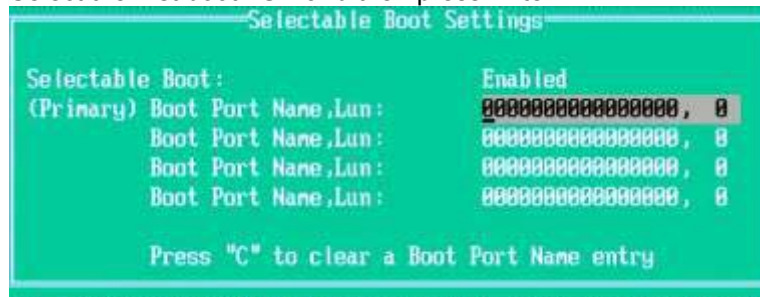 Selectable Boot Settings
Selectable Boot: Enabled
(Primary) Boot Port Name,Lun: 0000000000000000, 0
Boot Port Name,Lun: 0000000000000000, 0
Boot Port Name,Lun: 0000000000000000, 0
Boot Port Name,Lun: 0000000000000000, 0
Press "C" to clear a Boot Port Name entry